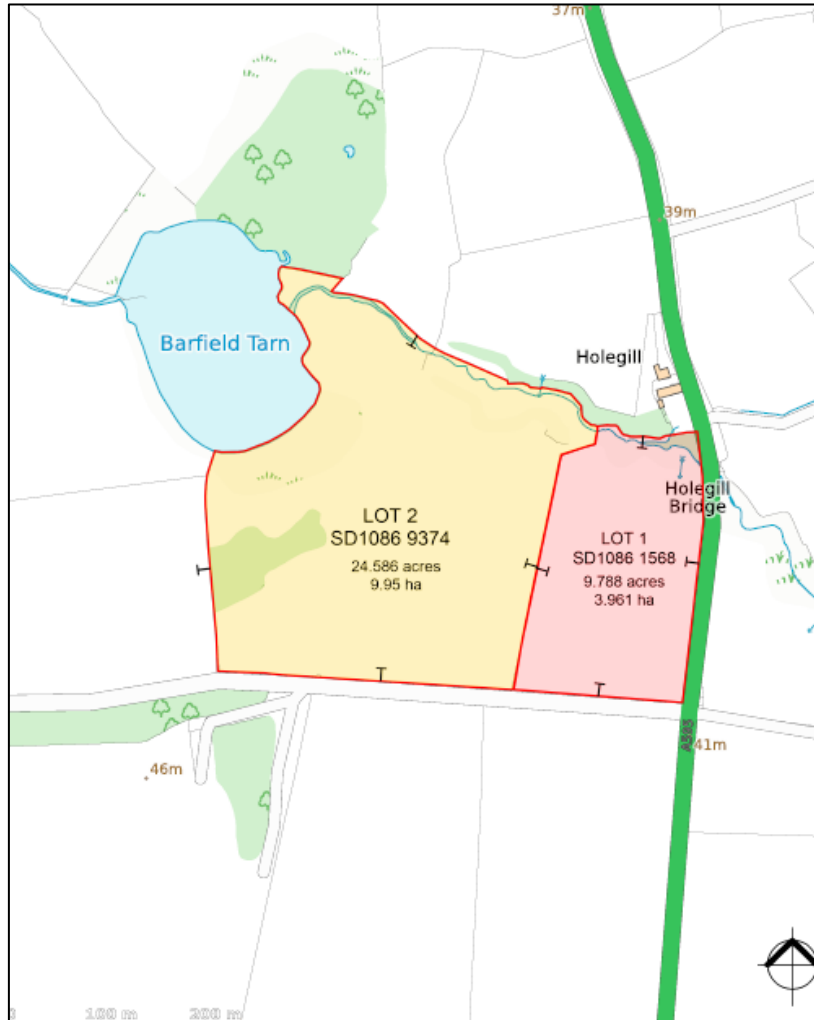 37m
39m
Barfield Tarn
Holegill
Holegill
Bridge
LOT 2
SD1086 9374
24.586 acres
9.95 ha
LOT 1
SD1086 1568
9.788 acres
3.961 ha
A595
41m
46m
100 m
200 m